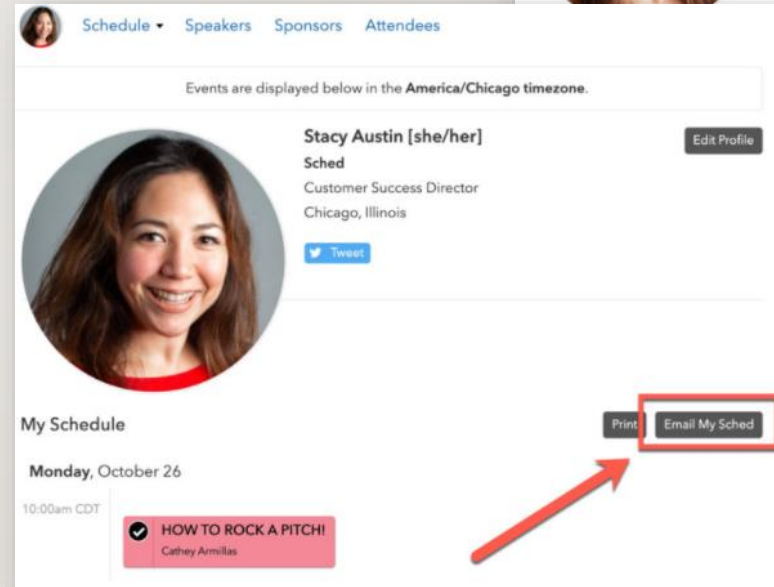 Schedule Speakers Sponsors Attendees
Events are displayed below in the America/Chicago timezone.
Stacy Austin [she/her]
Edit Profile
Sched
Customer Success Director
Chicago, Illinois
Tweet
My Schedule
Print Email My Sched
Monday, October 26
10:00am CDT
HOW TO ROCK A PITCH!
Cathey Armillas